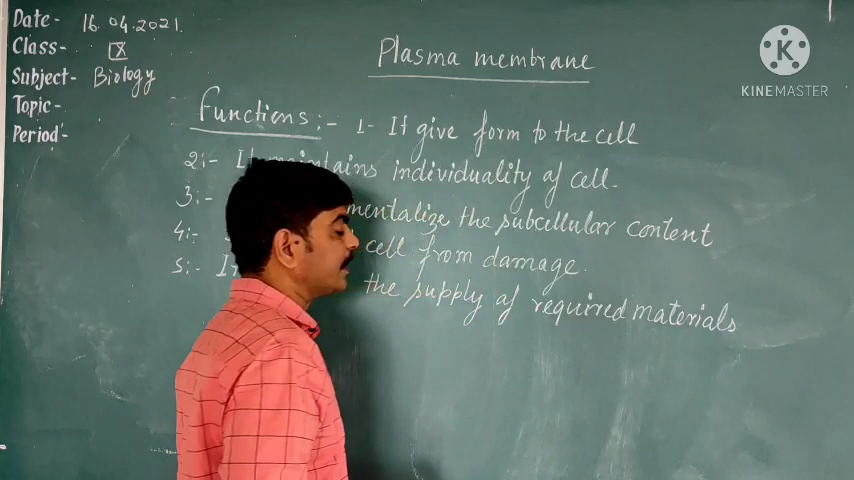 Date- 16.04.2021.
Class- IX
Subject- Biology
Topic-
Period-
Plasma membrane
KINEMASTER
Functions:- 1- It give form to the cell
2:- It maintains individuality of cell.
3:- mentalize the subcellular content
4:- cell from damage.
5:- It the supply of required materials